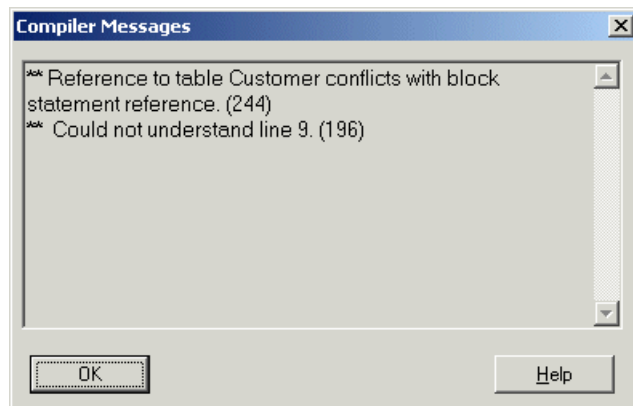 Compiler Messages
** Reference to table Customer conflicts with block
statement reference. (244)
** Could not understand line 9. (196)
OK
Help